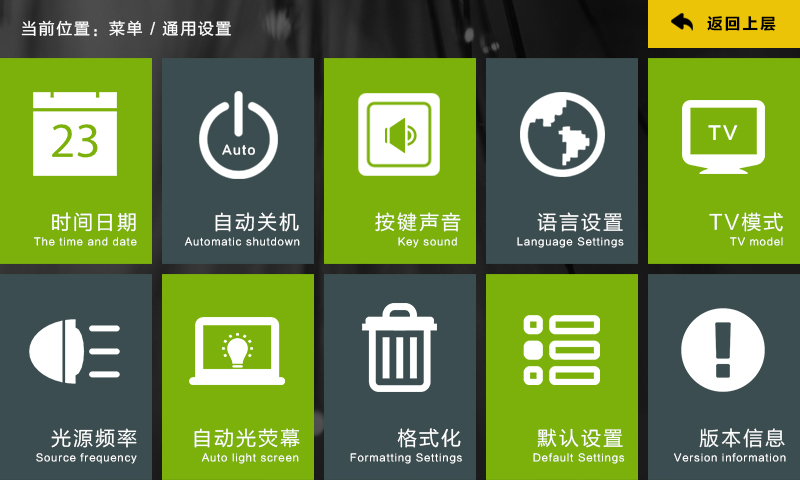 当前位置：菜单 / 通用设置
返回上层
23
时间日期
The time and date
Auto
自动关机
Automatic shutdown
按键声音
Key sound
语言设置
Language Settings
TV
TV模式
TV model
光源频率
Source frequency
自动光荧幕
Auto light screen
格式化
Formatting Settings
默认设置
Default Settings
版本信息
Version information